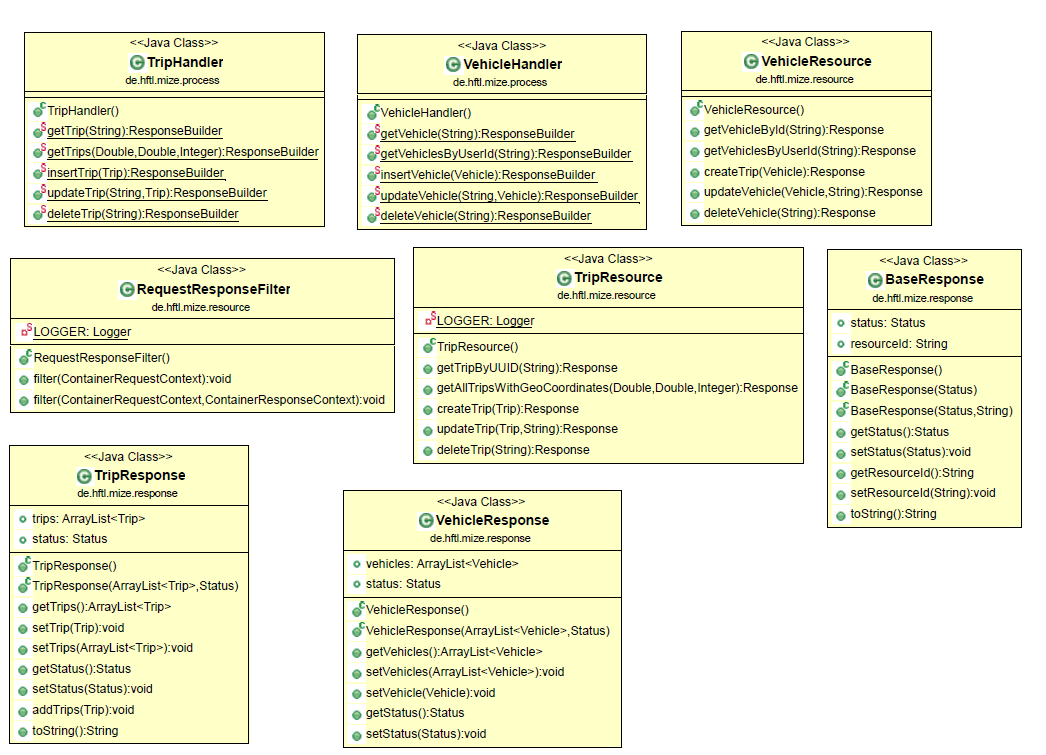 <<Java Class>>
TripHandler
de.hftl.mize.process
TripHandler()
getTrip(String):ResponseBuilder
getTrips(Double,Double,Integer):ResponseBuilder
insertTrip(Trip):ResponseBuilder
updateTrip(String,Trip):ResponseBuilder
deleteTrip(String):ResponseBuilder
<<Java Class>>
VehicleHandler
de.hftl.mize.process
VehicleHandler()
getVehicle(String):ResponseBuilder
getVehiclesByUserId(String):ResponseBuilder
insertVehicle(Vehicle):ResponseBuilder
updateVehicle(String,Vehicle):ResponseBuilder
deleteVehicle(String):ResponseBuilder
<<Java Class>>
VehicleResource
de.hftl.mize.resource
VehicleResource()
getVehicleById(String):Response
getVehiclesByUserId(String):Response
createTrip(Vehicle):Response
updateVehicle(Vehicle,String):Response
deleteVehicle(String):Response
<<Java Class>>
RequestResponseFilter
de.hftl.mize.resource
LOGGER: Logger
RequestResponseFilter()
filter(ContainerRequestContext):void
filter(ContainerRequestContext,ContainerResponseContext):void
<<Java Class>>
TripResource
de.hftl.mize.resource
LOGGER: Logger
TripResource()
getTripByUUID(String):Response
getAllTripsWithGeoCoordinates(Double,Double,Integer):Response
createTrip(Trip):Response
updateTrip(Trip,String):Response
deleteTrip(String):Response
<<Java Class>>
BaseResponse
de.hftl.mize.response
status: Status
resourceId: String
BaseResponse()
BaseResponse(Status)
BaseResponse(Status,String)
getStatus():Status
setStatus(Status):void
getResourceId():String
setResourceId(String):void
toString():String
<<Java Class>>
TripResponse
de.hftl.mize.response
trips: ArrayList<Trip>
status: Status
TripResponse()
TripResponse(ArrayList<Trip>,Status)
getTrips():ArrayList<Trip>
setTrip(Trip):void
setTrips(ArrayList<Trip>):void
getStatus():Status
setStatus(Status):void
addTrips(Trip):void
toString():String
<<Java Class>>
VehicleResponse
de.hftl.mize.response
vehicles: ArrayList<Vehicle>
status: Status
VehicleResponse()
VehicleResponse(ArrayList<Vehicle>,Status)
getVehicles():ArrayList<Vehicle>
setVehicles(ArrayList<Vehicle>):void
setVehicle(Vehicle):void
getStatus():Status
setStatus(Status):void